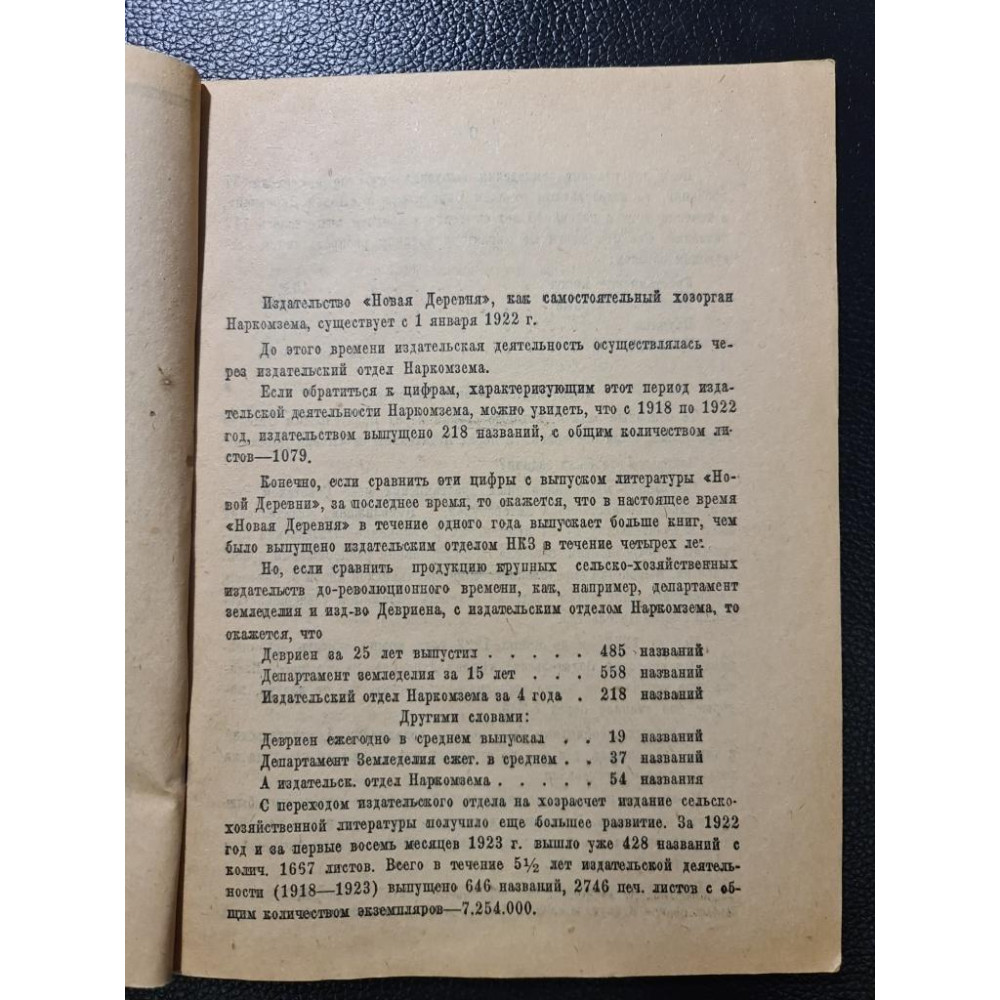 Издательство «Новая Деревня», как самостоятельный хозорган
Наркомзема, существует с 1 января 1922 г.
До этого времени издательская деятельность осуществлялась че-
рез издательский отдел Наркомзема.
Если обратиться к цифрам, характеризующим этот период изда-
тельской деятельности Наркомзема, можно увидеть, что с 1918 по 1922
год, издательством выпущено 218 названий, с общим количеством ли-
стов—1079.
Конечно, если сравнить эти цифры с выпуском литературы «Но-
вой Деревни», за последнее время, то окажется, что в настоящее время
«Новая Деревня» в течение одного года выпускает больше книг, чем
было выпущено издательским отделом НКЗ в течение четырех лет.
Но, если сравнить продукцию крупных сельско-хозяйственных
издательств до-революционного времени, как, например, департамент
земледелия и изд-во Девриена, с издательским отделом Наркомзема, то
окажется, что
Девриен за 25 лет выпустил . . . . . 485 названий
Департамент земледелия за 15 лет . . . 558 названий
Издательский отдел Наркомзема за 4 года . 218 названий
Другими словами:
Девриен ежегодно в среднем выпускал . . 19 названий
Департамент Земледелия ежег. в среднем . . 37 названий
А издательск. отдел Наркомзема . . . . . 54 названия
С переходом издательского отдела на хозрасчет издание сельско-
хозяйственной литературы получило еще большее развитие. За 1922
год и за первые восемь месяцев 1923 г. вышло уже 428 названий с
колич. 1667 листов. Всего в течение 5½ лет издательской деятель-
ности (1918—1923) выпущено 646 названий, 2746 печ. листов с об-
щим количеством экземпляров—7.254.000.